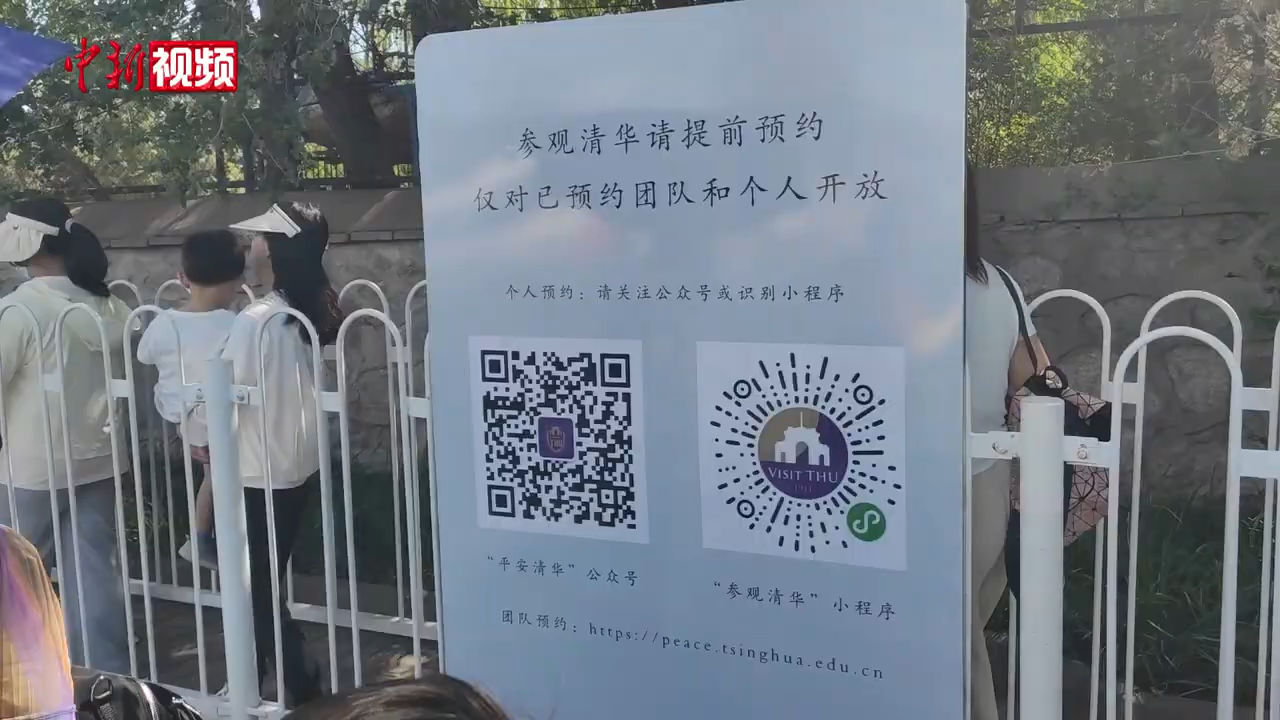 中新视频
参观清华请提前预约
仅对已预约团队和个人开放
个人预约：请关注公众号或识别小程序
VISIT THU
1911
“平安清华”公众号
“参观清华”小程序
团队预约：https://peace.tsinghua.edu.cn